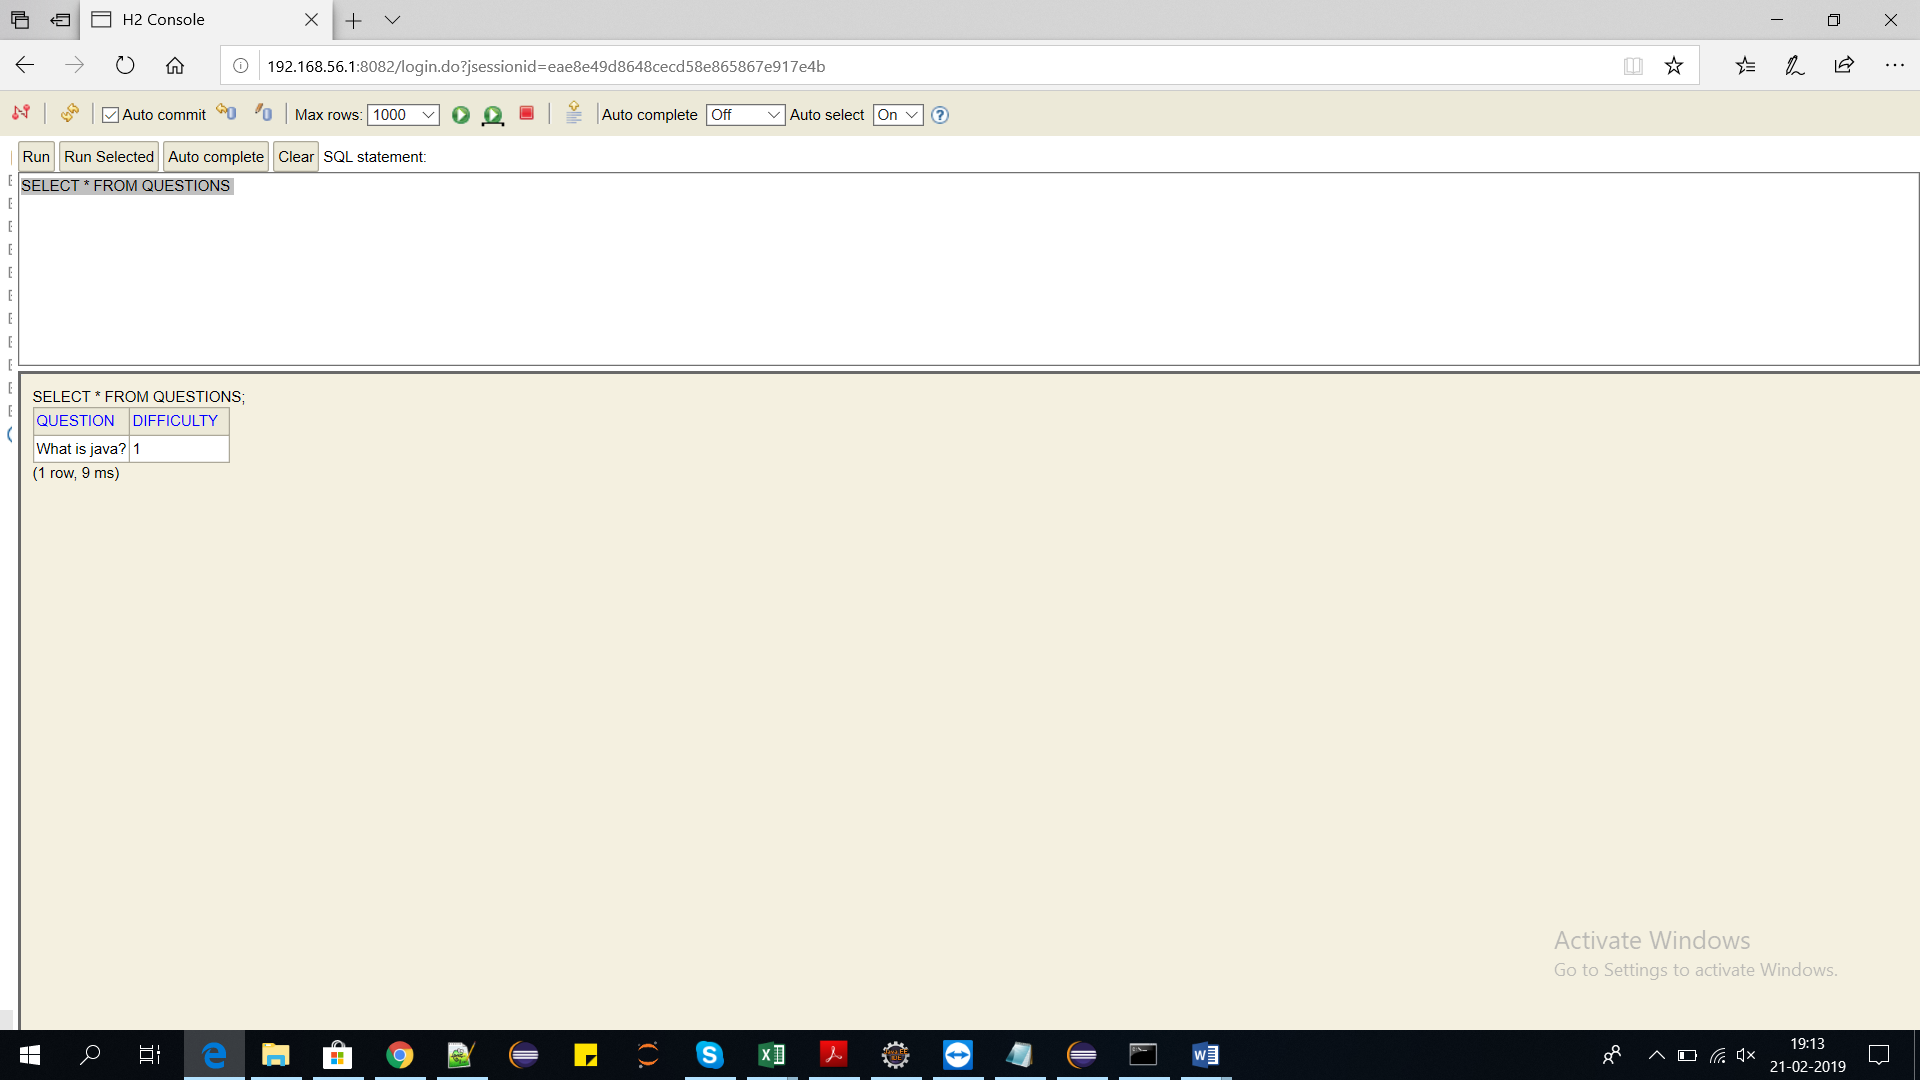 H2 Console
192.168.56.1:8082/login.do?jsessionid=eae8e49d8648cecd58e865867e917e4b
Auto commit Max rows: 1000 Auto complete Off Auto select On ?
Run Run Selected Auto complete Clear SQL statement:
SELECT * FROM QUESTIONS
SELECT * FROM QUESTIONS;
QUESTION DIFFICULTY
What is java? 1
(1 row, 9 ms)
Activate Windows
Go to Settings to activate Windows.
19:13
21-02-2019